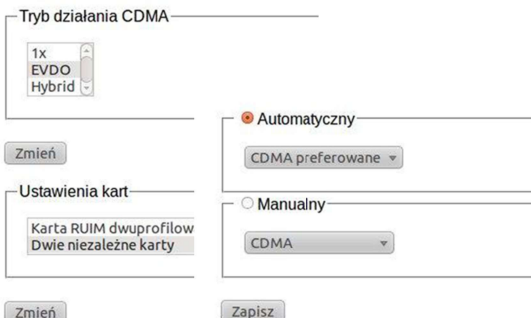 Tryb działania CDMA
1x
EVDO
Hybrid
Zmień
Ustawienia kart
Karta RUIM dwuprofilow
Dwie niezależne karty
Zmień
Automatyczny
CDMA preferowane
Manualny
CDMA
Zapisz